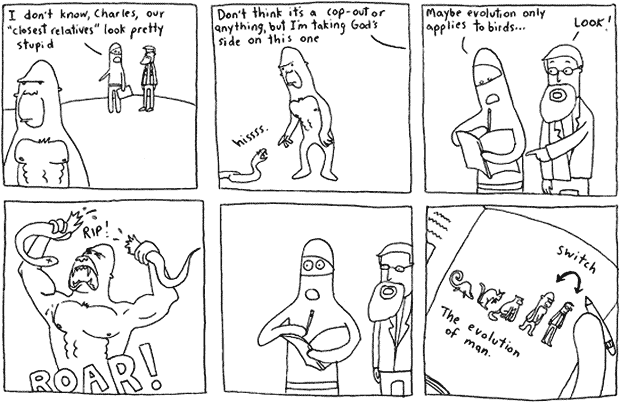 I don't know, Charles, our
"closest relatives" look pretty
stupid
Don't think it's a cop-out or
anything, but I'm taking God's
side on this one
hissss.
Maybe evolution only
applies to birds...
LOOK!
RIP!
ROAR!
Switch
The evolution
of man.